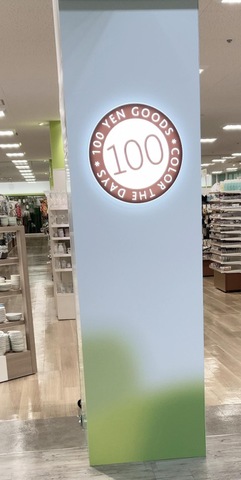 100 YEN GOODS
100
COLOR THE DAYS